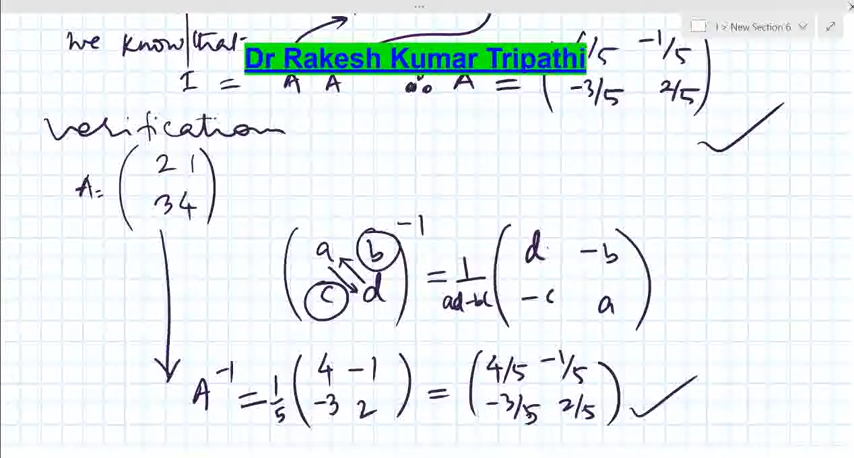 1 > New Section 6
We know that
Dr Rakesh Kumar Tripathi
I = A A ∴ A = ( /5 -1/5
-3/5 2/5 )
verification
A = ( 2 1
3 4 )
( a b
c d )⁻¹ = 1/ad-bc ( d -b
-c a )
A⁻¹ = 1/5 ( 4 -1
-3 2 ) = ( 4/5 -1/5
-3/5 2/5 )